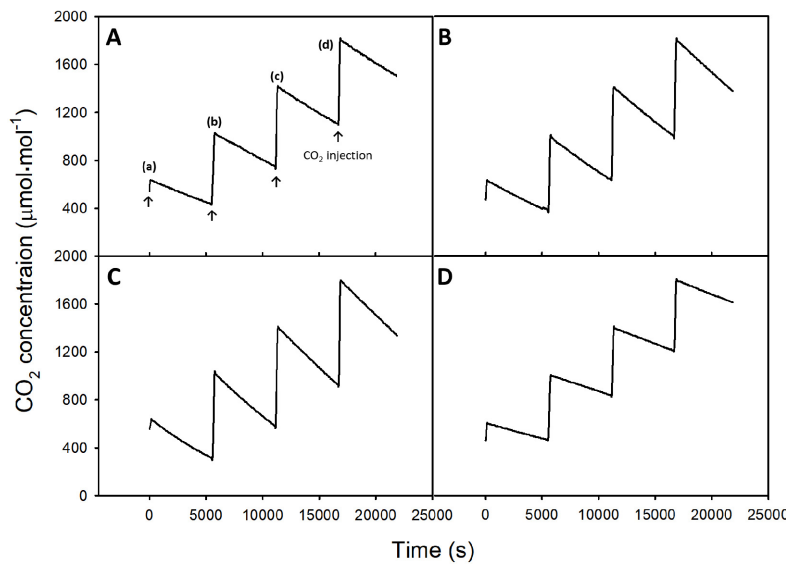 CO2 concentraion (μmol·mol-1)
2000
1600
1200
800
400
2000
1600
1200
800
400
0
A
(a)
(b)
(c)
(d)
CO2 injection
B
C
D
0 5000 10000 15000 20000 25000
0 5000 10000 15000 20000 25000
Time (s)